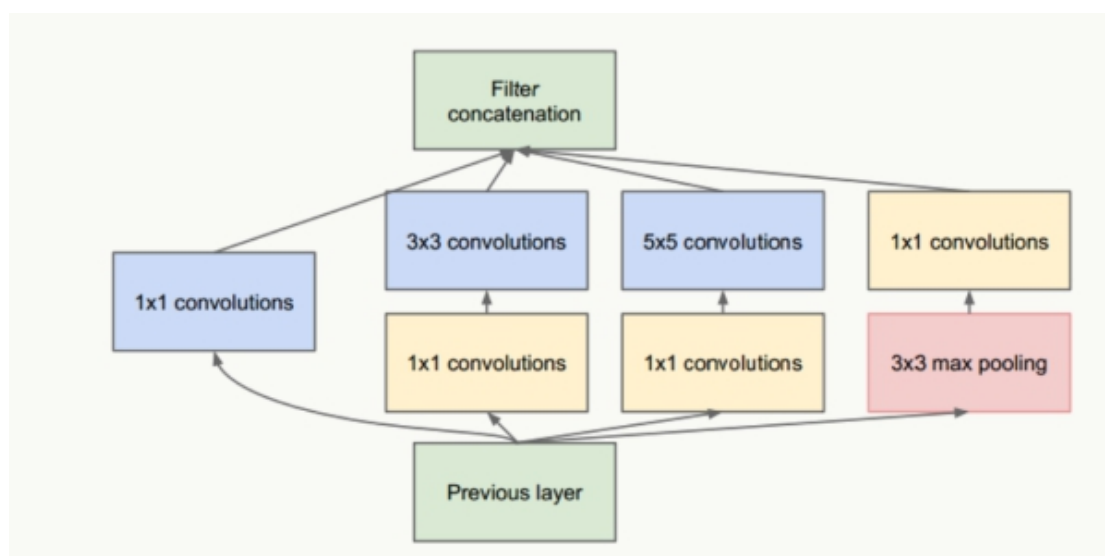 Filter
concatenation
3x3 convolutions
5x5 convolutions
1x1 convolutions
1x1 convolutions
1x1 convolutions
1x1 convolutions
3x3 max pooling
Previous layer